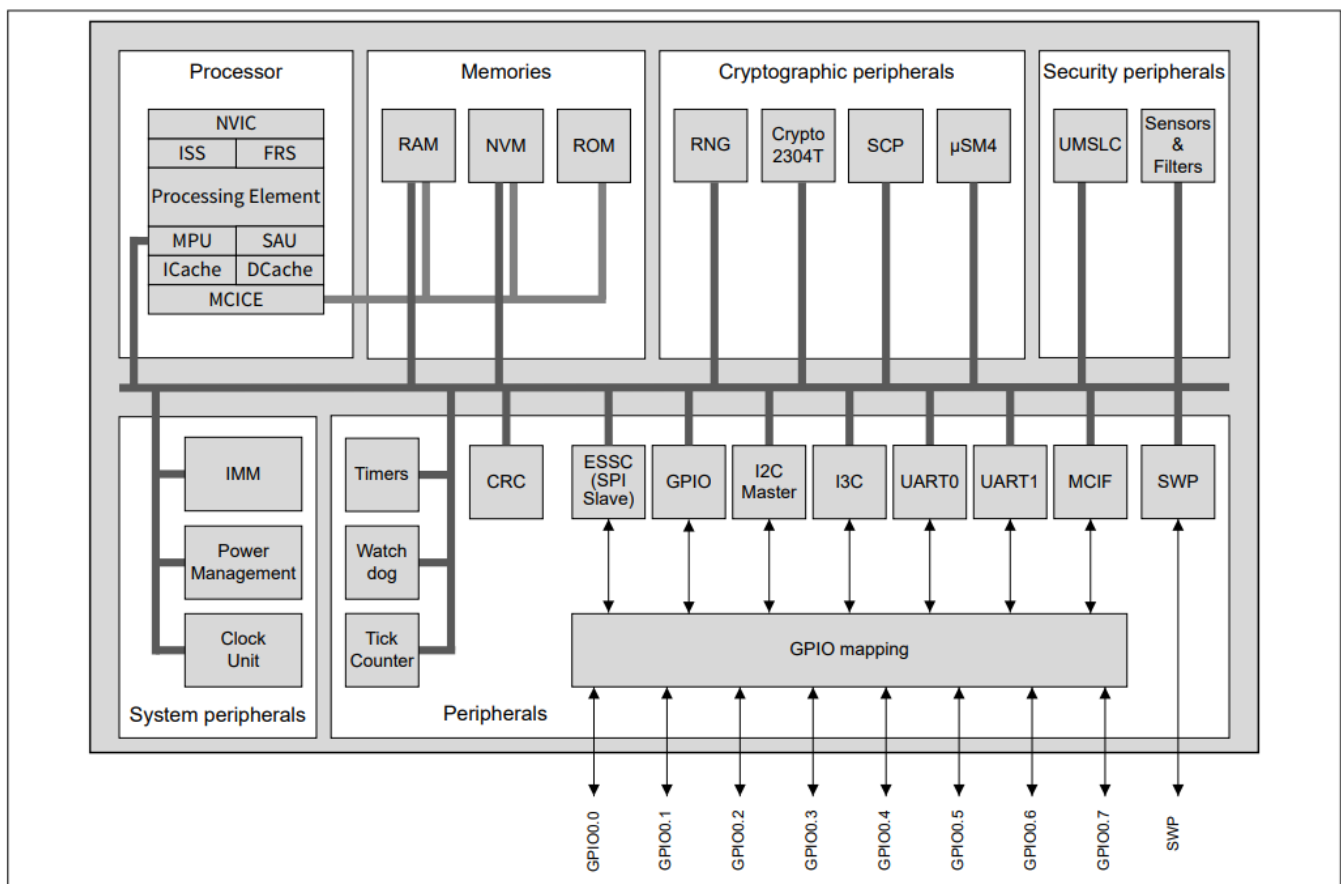 Processor
NVIC
ISS
FRS
Processing Element
MPU
SAU
ICache
DCache
MCICE
Memories
RAM
NVM
ROM
Cryptographic peripherals
RNG
Crypto
2304T
SCP
µSM4
Security peripherals
UMSLC
Sensors
&
Filters
IMM
Power
Management
Clock
Unit
System peripherals
Timers
Watch
dog
Tick
Counter
CRC
ESSC
(SPI
Slave)
GPIO
I2C
Master
I3C
UART0
UART1
MCIF
SWP
GPIO mapping
Peripherals
GPIO0.0
GPIO0.1
GPIO0.2
GPIO0.3
GPIO0.4
GPIO0.5
GPIO0.6
GPIO0.7
SWP